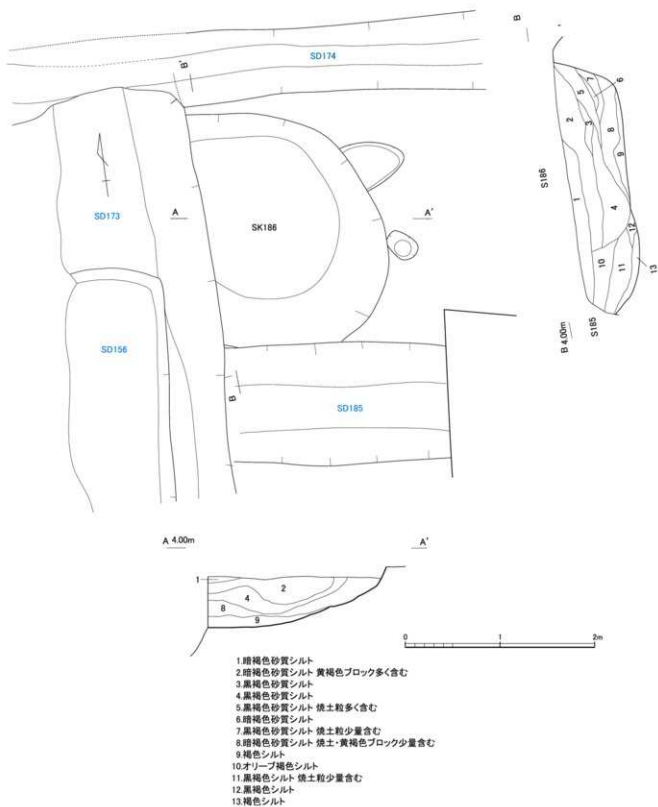 SD174
B'
B
SD173
A
A'
SK186
SD156
B
SD185
7
6
5
2
3
8
9
S186
1
4
12
10
11
13
B 4.00m
S185
A 4.00m
A'
1
2
4
8
9
0 1 2m
1.暗褐色砂質シルト
2.暗褐色砂質シルト 黄褐色ブロック多く含む
3.黒褐色砂質シルト
4.黒褐色砂質シルト
5.黒褐色砂質シルト 焼土粒多く含む
6.暗褐色砂質シルト
7.黒褐色砂質シルト 焼土粒少量含む
8.暗褐色砂質シルト 焼土・黄褐色ブロック少量含む
9.褐色シルト
10.オリーブ褐色シルト
11.黒褐色シルト 焼土粒少量含む
12.黒褐色シルト
13.褐色シルト